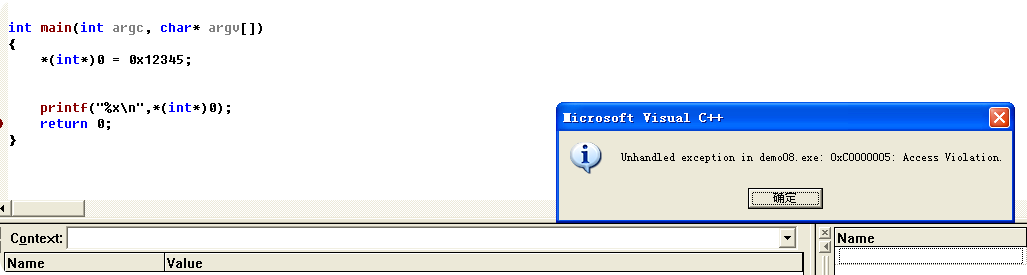 int main(int argc, char* argv[])
{
*(int*)0 = 0x12345;
printf("%x\n",*(int*)0);
return 0;
}
Microsoft Visual C++
Unhandled exception in demo08.exe: 0xC0000005: Access Violation.
确定
Context:
Name
Value
Name